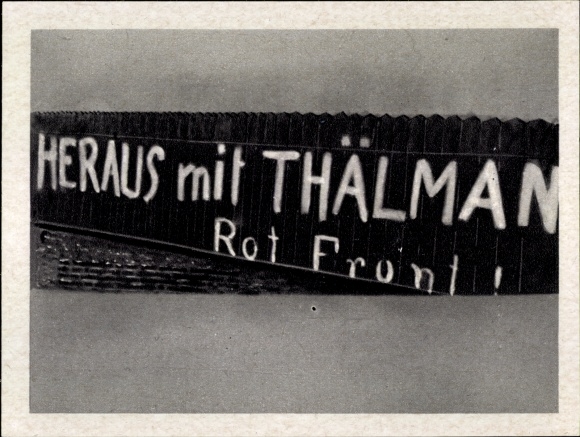 HERAUS mit THÄLMAN
Rot Front !